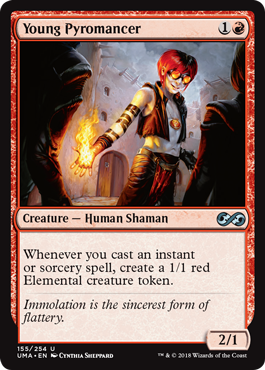 Young Pyromancer 1
Creature — Human Shaman
Whenever you cast an instant
or sorcery spell, create a 1/1 red
Elemental creature token.
Immolation is the sincerest form of
flattery.
2/1
155/254 U
UMA • EN Cynthia Sheppard ™ & © 2018 Wizards of the Coast